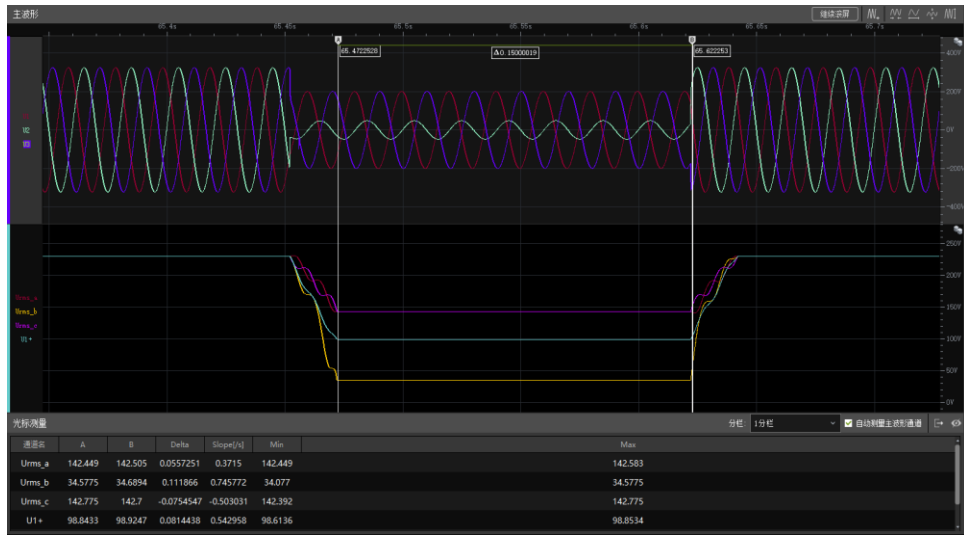 主波形
继续滚屏
65.4s 65.45s 65.5s 65.55s 65.6s 65.65s 65.7s
A B
65.4722528 Δ0.15000019 65.622253
400V
200V
0V
-200V
-400V
U2
U3
250V
200V
150V
100V
50V
0V
Urms_a
Urms_b
Urms_c
U1+
光标测量 分栏: 1分栏 自动测量主波形通道
通道名 A B Delta Slope[/s] Min Max
Urms_a 142.449 142.505 0.0557251 0.3715 142.449 142.583
Urms_b 34.5775 34.6894 0.111866 0.745772 34.077 34.5775
Urms_c 142.775 142.7 -0.0754547 -0.503031 142.392 142.775
U1+ 98.8433 98.9247 0.0814438 0.542958 98.6136 98.8534